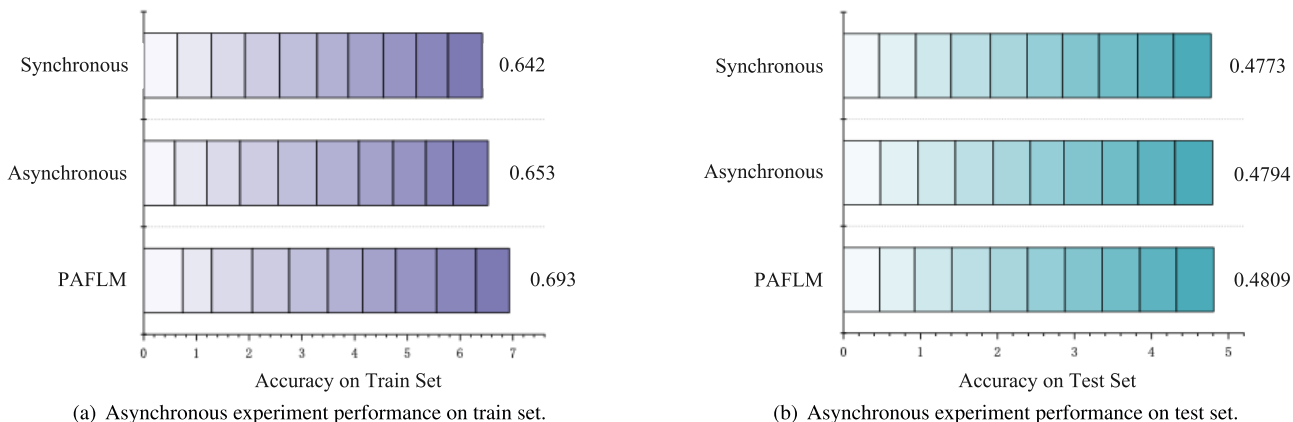 Synchronous
0.642
Asynchronous
0.653
PAFLM
0.693
0 1 2 3 4 5 6 7
Accuracy on Train Set
(a) Asynchronous experiment performance on train set.
Synchronous
0.4773
Asynchronous
0.4794
PAFLM
0.4809
0 1 2 3 4 5
Accuracy on Test Set
(b) Asynchronous experiment performance on test set.